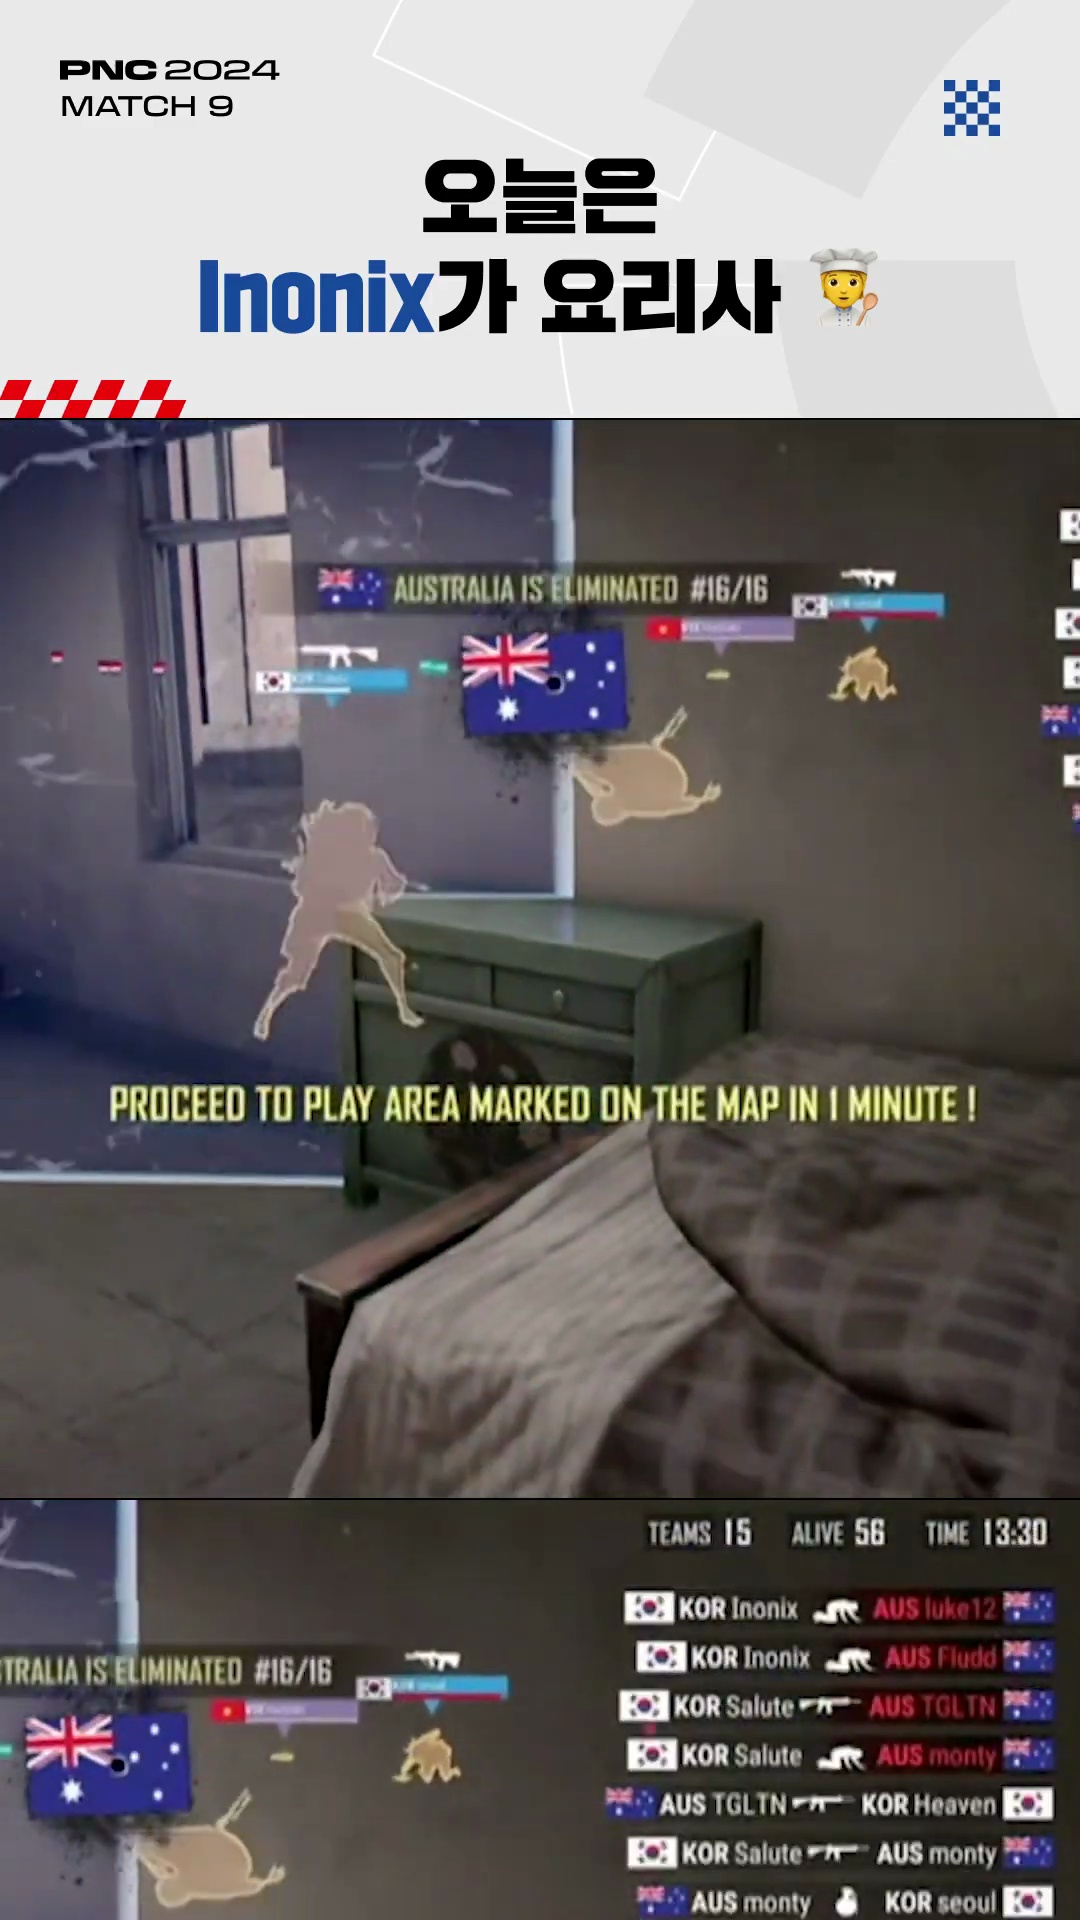 PNC 2024
MATCH 9
오늘은
Inonix가 요리사
AUSTRALIA IS ELIMINATED #16/16
PROCEED TO PLAY AREA MARKED ON THE MAP IN 1 MINUTE !
TEAMS 15 ALIVE 56 TIME 13:30
KOR Inonix AUS luke12
KOR Inonix AUS Fludd
TRALIA IS ELIMINATED #16/16
KOR Salute AUS TGLTN
KOR Salute AUS monty
AUS TGLTN KOR Heaven
KOR Salute AUS monty
AUS monty KOR seoul